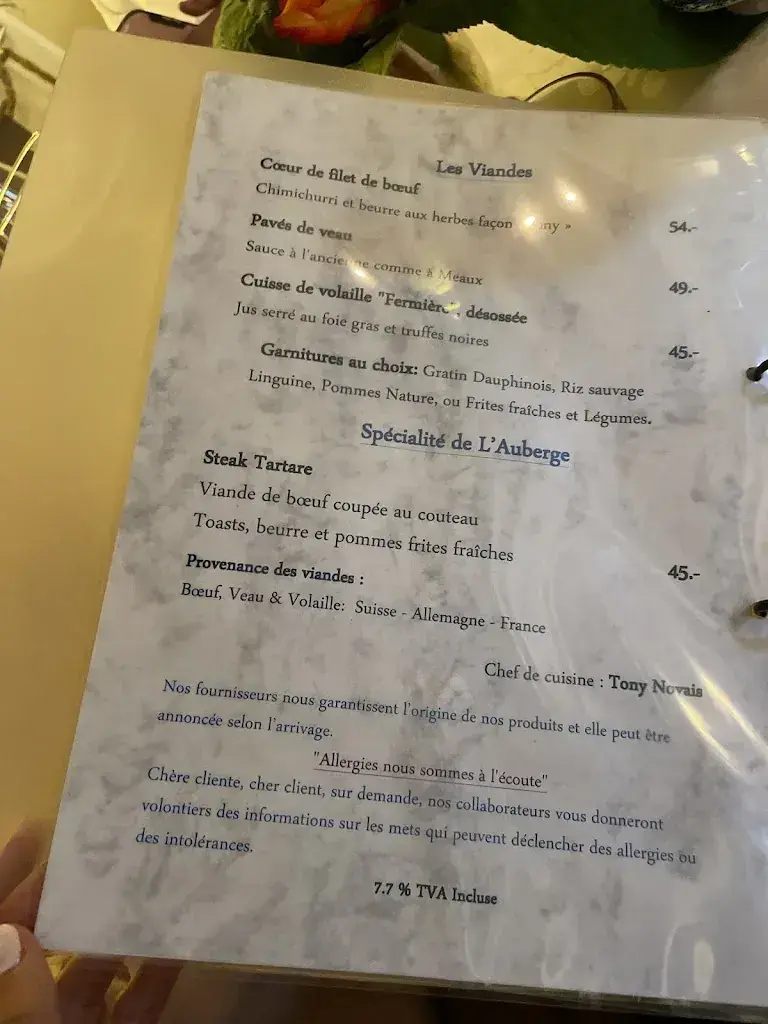 Les Viandes
Cœur de filet de bœuf
Chimichurri et beurre aux herbes façon »
54.-
Pavés de veau
Sauce à l'ancienne comme à Meaux
49.-
Cuisse de volaille "Fermière", désossée
Jus serré au foie gras et truffes noires
45.-
Garnitures au choix: Gratin Dauphinois, Riz sauvage
Linguine, Pommes Nature, ou Frites fraîches et Légumes.
Spécialité de L'Auberge
Steak Tartare
Viande de bœuf coupée au couteau
Toasts, beurre et pommes frites fraîches
45.-
Provenance des viandes :
Bœuf, Veau & Volaille: Suisse - Allemagne - France
Chef de cuisine : Tony Novais
Nos fournisseurs nous garantissent l'origine de nos produits et elle peut être
annoncée selon l'arrivage.
"Allergies nous sommes à l'écoute"
Chère cliente, cher client, sur demande, nos collaborateurs vous donneront
volontiers des informations sur les mets qui peuvent déclencher des allergies ou
des intolérances.
7.7 % TVA Incluse